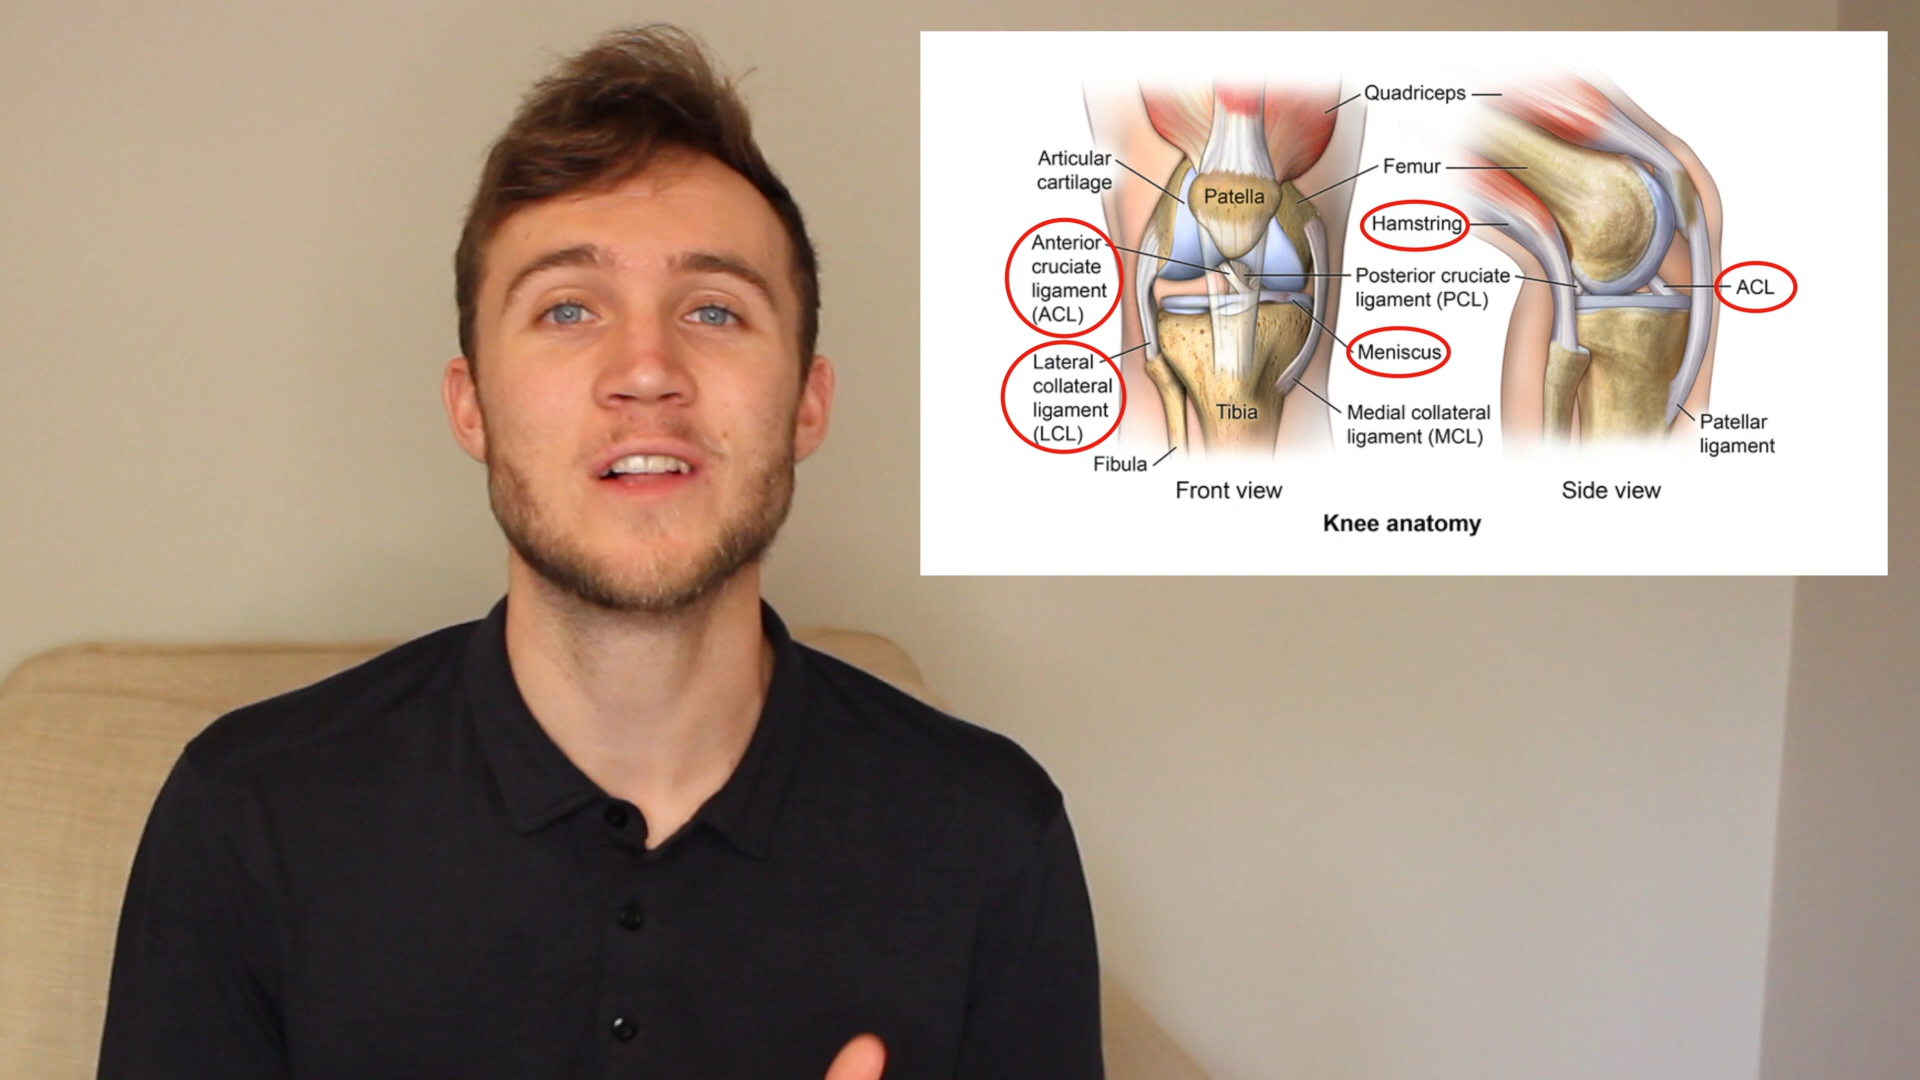 Quadriceps
Articular
cartilage
Patella
Femur
Hamstring
Anterior
cruciate
ligament
(ACL)
Posterior cruciate
ligament (PCL)
ACL
Meniscus
Lateral
collateral
ligament
(LCL)
Tibia
Medial collateral
ligament (MCL)
Patellar
ligament
Fibula
Front view
Side view
Knee anatomy